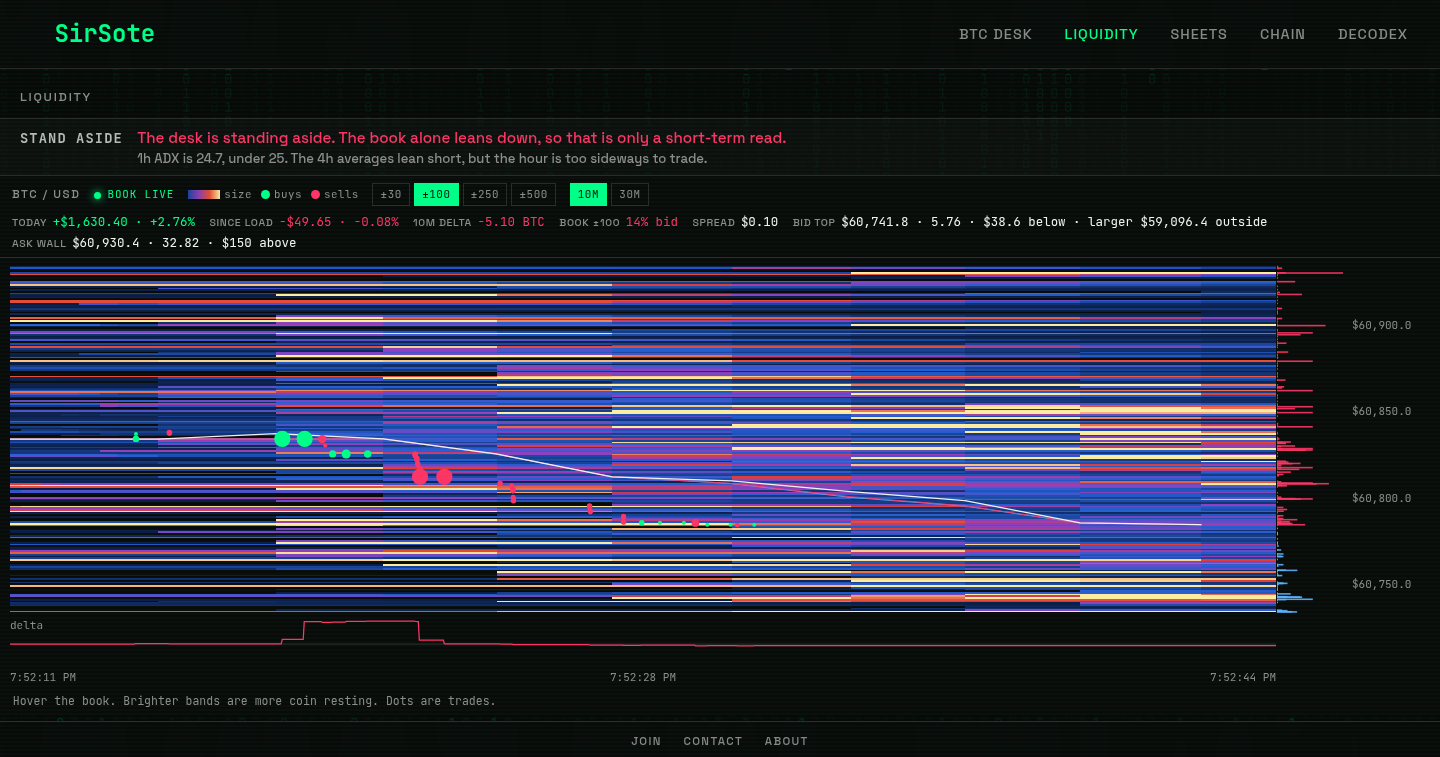 SirSote
BTC DESK LIQUIDITY SHEETS CHAIN DECODEX
LIQUIDITY
STAND ASIDE The desk is standing aside. The book alone leans down, so that is only a short-term read.
1h ADX is 24.7, under 25. The 4h averages lean short, but the hour is too sideways to trade.
BTC / USD BOOK LIVE size buys sells ±30 ±100 ±250 ±500 10M 30M
TODAY +$1,630.40 · +2.76% SINCE LOAD -$49.65 · -0.08% 10M DELTA -5.10 BTC BOOK ±100 14% bid SPREAD $0.10 BID TOP $60,741.8 · 5.76 · $38.6 below · larger $59,096.4 outside
ASK WALL $60,930.4 · 32.82 · $150 above
$60,900.0
$60,850.0
$60,800.0
$60,750.0
delta
7:52:11 PM 7:52:28 PM 7:52:44 PM
Hover the book. Brighter bands are more coin resting. Dots are trades.
JOIN CONTACT ABOUT